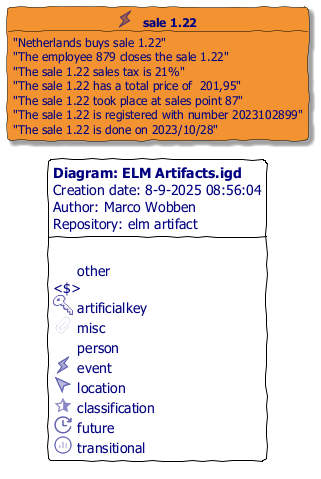 sale 1.22
"Netherlands buys sale 1.22"
"The employee 879 closes the sale 1.22"
"The sale 1.22 sales tax is 21%"
"The sale 1.22 has a total price of  201,95"
"The sale 1.22 took place at sales point 87"
"The sale 1.22 is registered with number 2023102899"
"The sale 1.22 is done on 2023/10/28"
Diagram: ELM Artifacts.igd
Creation date: 8-9-2025 08:56:04
Author: Marco Wobben
Repository: elm artifact
other
<$>
artificialkey
misc
person
event
location
classification
future
transitional